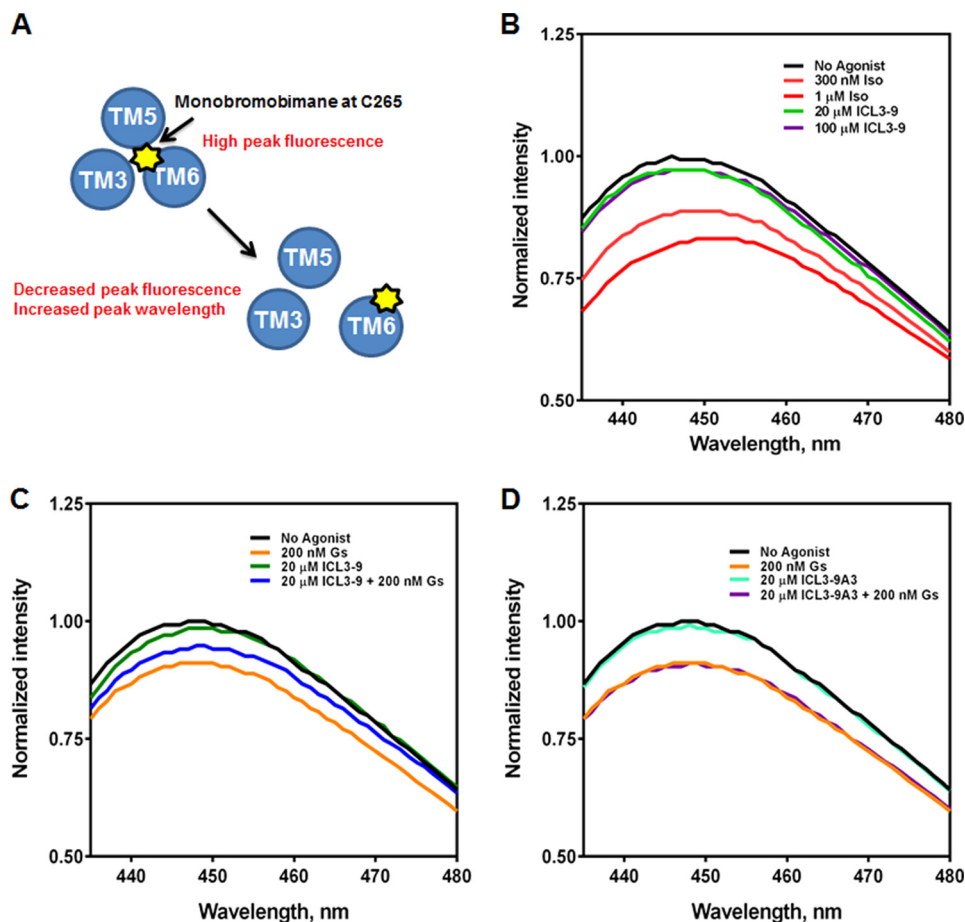 A
TM5
Monobromobimane at C265
High peak fluorescence
TM3
TM6
TM5
Decreased peak fluorescence
Increased peak wavelength
TM3
TM6
B
1.25
1.00
0.75
0.50
Normalized intensity
No Agonist
300 nM Iso
1 μM Iso
20 μM ICL3-9
100 μM ICL3-9
440 450 460 470 480
Wavelength, nm
C
1.25
1.00
0.75
0.50
Normalized intensity
No Agonist
200 nM Gs
20 μM ICL3-9
20 μM ICL3-9 + 200 nM Gs
440 450 460 470 480
Wavelength, nm
D
1.25
1.00
0.75
0.50
Normalized intensity
No Agonist
200 nM Gs
20 μM ICL3-9A3
20 μM ICL3-9A3 + 200 nM Gs
440 450 460 470 480
Wavelength, nm